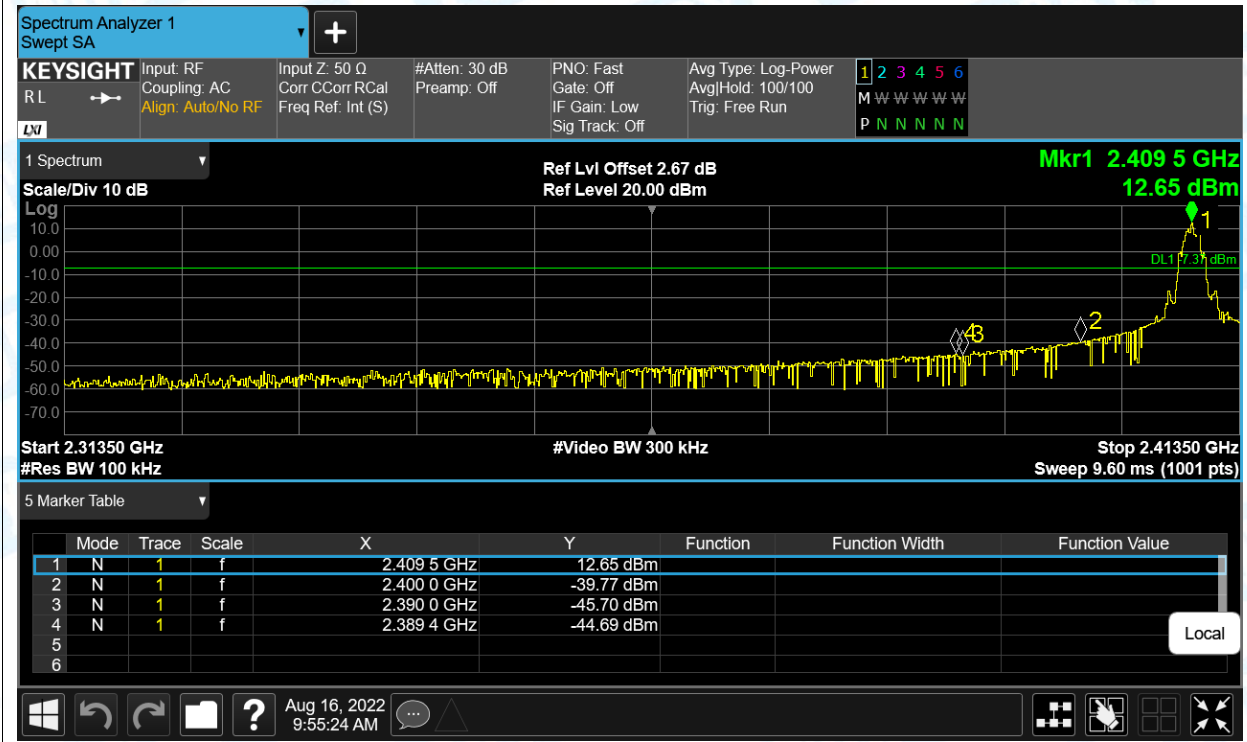 Spectrum Analyzer 1
Swept SA
KEYSIGHT
R L
LXI
Input: RF
Coupling: AC
Align: Auto/No RF
Input Z: 50 Ω
Corr CCorr RCal
Freq Ref: Int (S)
#Atten: 30 dB
Preamp: Off
PNO: Fast
Gate: Off
IF Gain: Low
Sig Track: Off
Avg Type: Log-Power
Avg|Hold: 100/100
Trig: Free Run
1 2 3 4 5 6
M W W W W W W
P N N N N N N
1 Spectrum
Scale/Div 10 dB
Ref Lvl Offset 2.67 dB
Ref Level 20.00 dBm
Mkr1 2.409 5 GHz
12.65 dBm
Log
10.0
0.00
-10.0
-20.0
-30.0
-40.0
-50.0
-60.0
-70.0
1
DL1 -7.37 dBm
2
43
Start 2.31350 GHz
#Res BW 100 kHz
#Video BW 300 kHz
Stop 2.41350 GHz
Sweep 9.60 ms (1001 pts)
5 Marker Table
Mode Trace Scale X Y Function Function Width Function Value
1 N 1 f 2.409 5 GHz 12.65 dBm
2 N 1 f 2.400 0 GHz -39.77 dBm
3 N 1 f 2.390 0 GHz -45.70 dBm
4 N 1 f 2.389 4 GHz -44.69 dBm
5
6
Local
?
Aug 16, 2022
9:55:24 AM